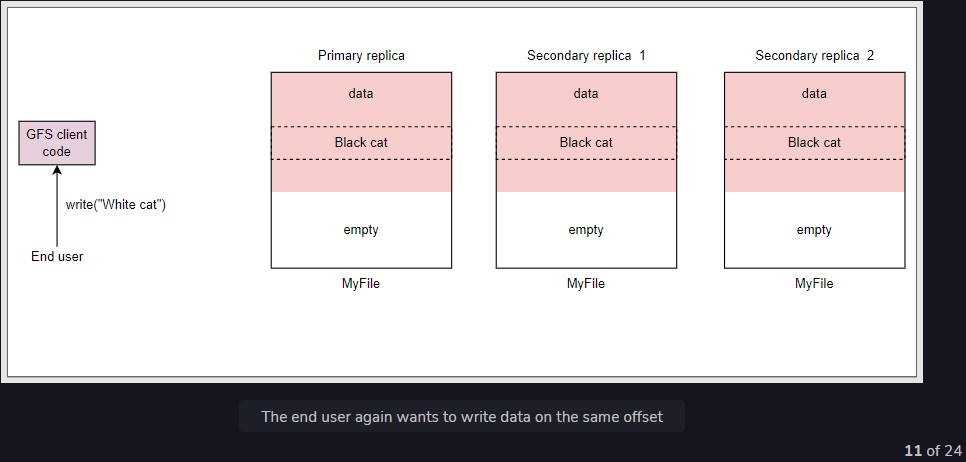 Primary replica
Secondary replica 1
Secondary replica 2
data
data
data
GFS client
code
Black cat
Black cat
Black cat
write("White cat")
empty
empty
empty
End user
MyFile
MyFile
MyFile
The end user again wants to write data on the same offset
11 of 24